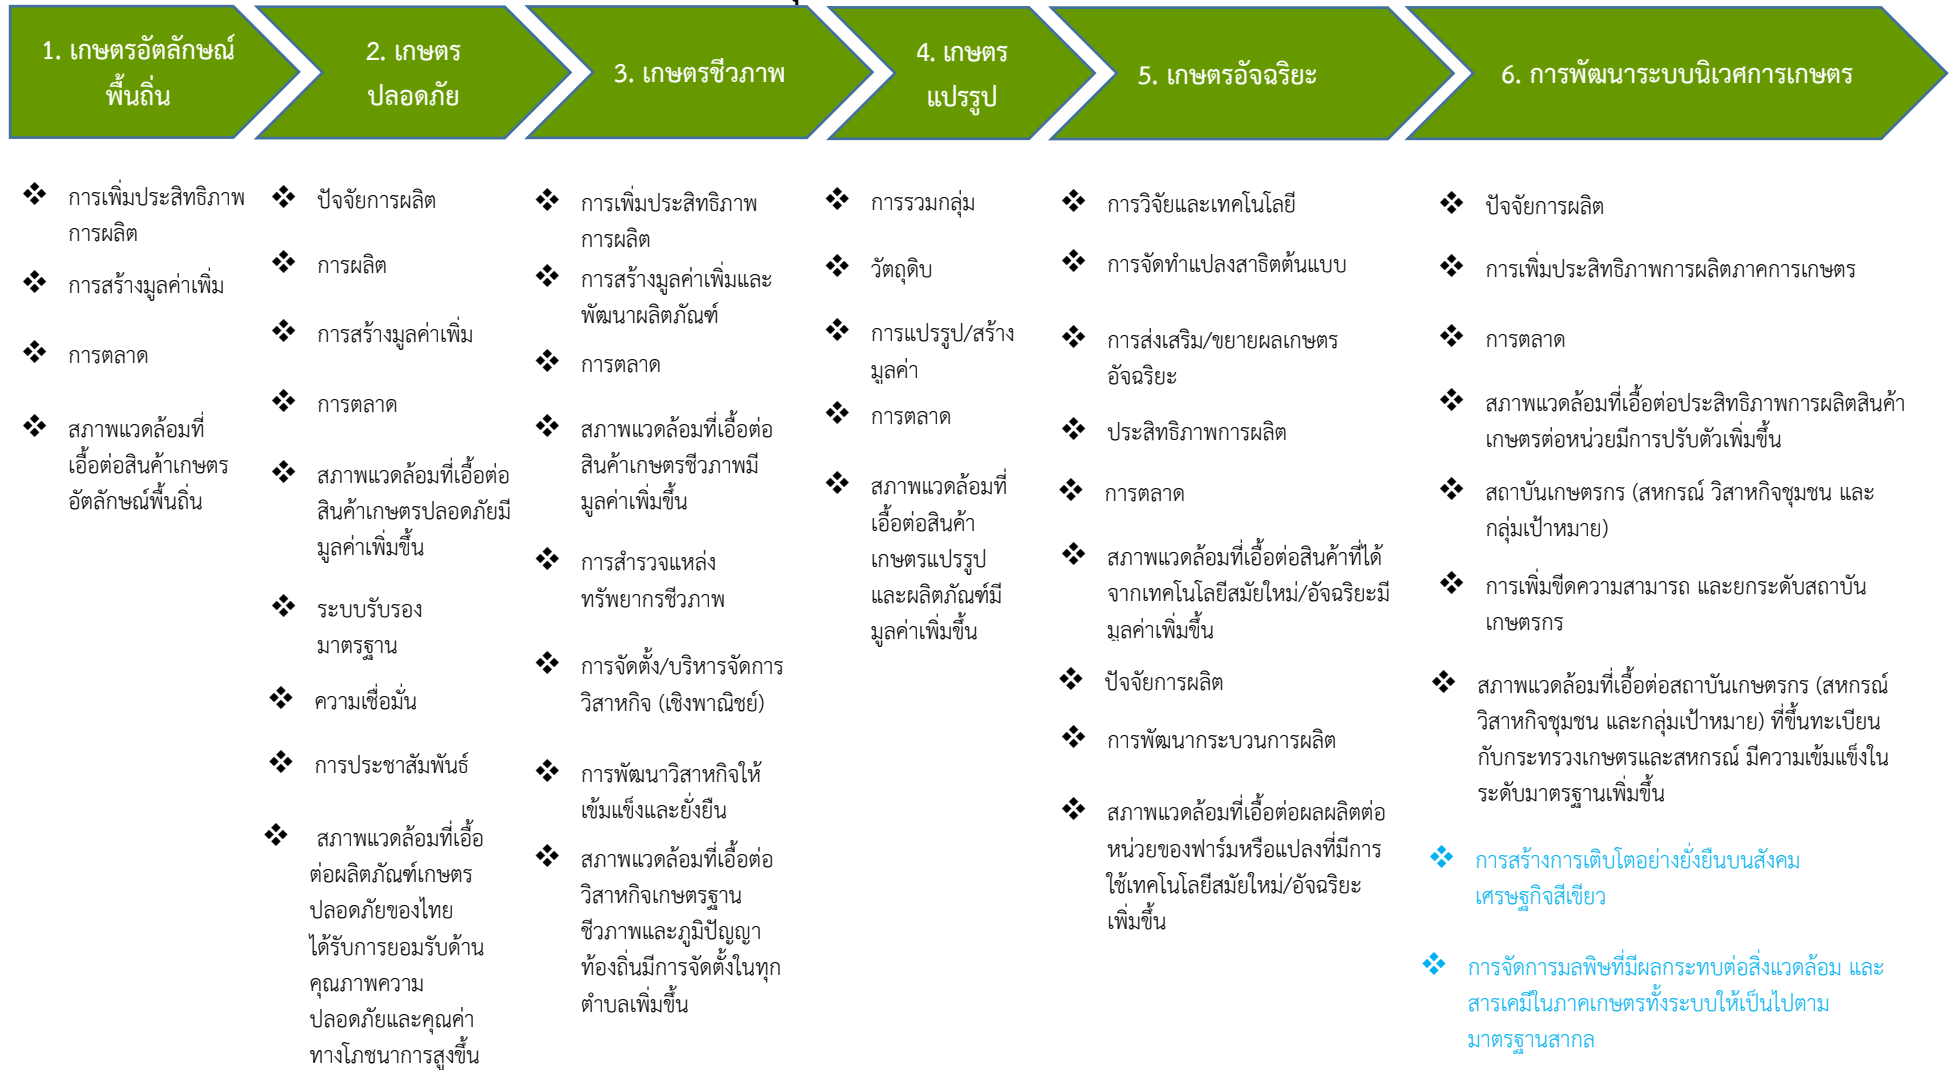 1. เกษตรอัตลักษณ์
พื้นถิ่น
2. เกษตร
ปลอดภัย
3. เกษตรชีวภาพ
4. เกษตร
แปรรูป
5. เกษตรอัจฉริยะ
6. การพัฒนาระบบนิเวศการเกษตร
❖ การเพิ่มประสิทธิภาพ
การผลิต
❖ การสร้างมูลค่าเพิ่ม
❖ การตลาด
❖ สภาพแวดล้อมที่
เอื้อต่อสินค้าเกษตร
อัตลักษณ์พื้นถิ่น
❖ ปัจจัยการผลิต
❖ การผลิต
❖ การสร้างมูลค่าเพิ่ม
❖ การตลาด
❖ สภาพแวดล้อมที่เอื้อต่อ
สินค้าเกษตรปลอดภัยมี
มูลค่าเพิ่มขึ้น
❖ ระบบรับรอง
มาตรฐาน
❖ ความเชื่อมั่น
❖ การประชาสัมพันธ์
❖ สภาพแวดล้อมที่เอื้อ
ต่อผลิตภัณฑ์เกษตร
ปลอดภัยของไทย
ได้รับการยอมรับด้าน
คุณภาพความ
ปลอดภัยและคุณค่า
ทางโภชนาการสูงขึ้น
❖ การเพิ่มประสิทธิภาพ
การผลิต
❖ การสร้างมูลค่าเพิ่มและ
พัฒนาผลิตภัณฑ์
❖ การตลาด
❖ สภาพแวดล้อมที่เอื้อต่อ
สินค้าเกษตรชีวภาพมี
มูลค่าเพิ่มขึ้น
❖ การสำรวจแหล่ง
ทรัพยากรชีวภาพ
❖ การจัดตั้ง/บริหารจัดการ
วิสาหกิจ (เชิงพาณิชย์)
❖ การพัฒนาวิสาหกิจให้
เข้มแข็งและยั่งยืน
❖ สภาพแวดล้อมที่เอื้อต่อ
วิสาหกิจเกษตรฐาน
ชีวภาพและภูมิปัญญา
ท้องถิ่นมีการจัดตั้งในทุก
ตำบลเพิ่มขึ้น
❖ การรวมกลุ่ม
❖ วัตถุดิบ
❖ การแปรรูป/สร้าง
มูลค่า
❖ การตลาด
❖ สภาพแวดล้อมที่
เอื้อต่อสินค้า
เกษตรแปรรูป
และผลิตภัณฑ์มี
มูลค่าเพิ่มขึ้น
❖ การวิจัยและเทคโนโลยี
❖ การจัดทำแปลงสาธิตต้นแบบ
❖ การส่งเสริม/ขยายผลเกษตร
อัจฉริยะ
❖ ประสิทธิภาพการผลิต
❖ การตลาด
❖ สภาพแวดล้อมที่เอื้อต่อสินค้าที่ได้
จากเทคโนโลยีสมัยใหม่/อัจฉริยะมี
มูลค่าเพิ่มขึ้น
❖ ปัจจัยการผลิต
❖ การพัฒนากระบวนการผลิต
❖ สภาพแวดล้อมที่เอื้อต่อผลผลิตต่อ
หน่วยของฟาร์มหรือแปลงที่มีการ
ใช้เทคโนโลยีสมัยใหม่/อัจฉริยะ
เพิ่มขึ้น
❖ ปัจจัยการผลิต
❖ การเพิ่มประสิทธิภาพการผลิตภาคการเกษตร
❖ การตลาด
❖ สภาพแวดล้อมที่เอื้อต่อประสิทธิภาพการผลิตสินค้า
เกษตรต่อหน่วยมีการปรับตัวเพิ่มขึ้น
❖ สถาบันเกษตรกร (สหกรณ์ วิสาหกิจชุมชน และ
กลุ่มเป้าหมาย)
❖ การเพิ่มขีดความสามารถ และยกระดับสถาบัน
เกษตรกร
❖ สภาพแวดล้อมที่เอื้อต่อสถาบันเกษตรกร (สหกรณ์
วิสาหกิจชุมชน และกลุ่มเป้าหมาย) ที่ขึ้นทะเบียน
กับกระทรวงเกษตรและสหกรณ์ มีความเข้มแข็งใน
ระดับมาตรฐานเพิ่มขึ้น
❖ การสร้างการเติบโตอย่างยั่งยืนบนสังคม
เศรษฐกิจสีเขียว
❖ การจัดการมลพิษที่มีผลกระทบต่อสิ่งแวดล้อม และ
สารเคมีในภาคเกษตรทั้งระบบให้เป็นไปตาม
มาตรฐานสากล